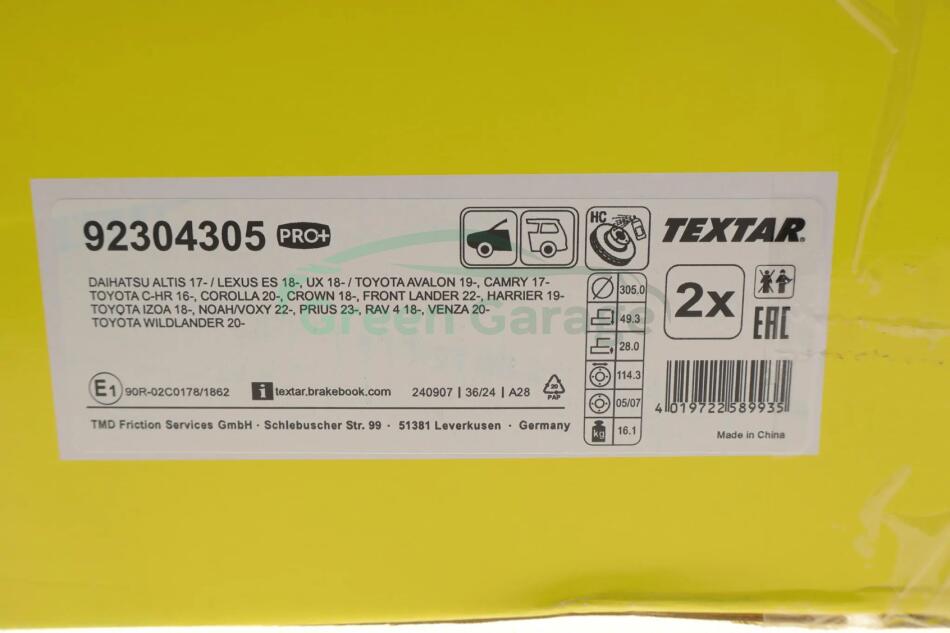 92304305 PRO+
HC
TEXTAR®
DAIHATSU ALTIS 17- / LEXUS ES 18-, UX 18- / TOYOTA AVALON 19-, CAMRY 17-
TOYOTA C-HR 16-, COROLLA 20-, CROWN 18-, FRONT LANDER 22-, HARRIER 19-
TOYOTA IZOA 18-, NOAH/VOXY 22-, PRIUS 23-, RAV 4 18-, VENZA 20-
TOYOTA WILDLANDER 20-
Green Garage
305.0
49.3
28.0
114.3
05/07
kg 16.1
2x
EAC
E1 90R-02C0178/1862
i textar.brakebook.com
240907 | 36/24 | A28
20
PAP
TMD Friction Services GmbH · Schlebuscher Str. 99 · 51381 Leverkusen · Germany
4 019722 589935
Made in China